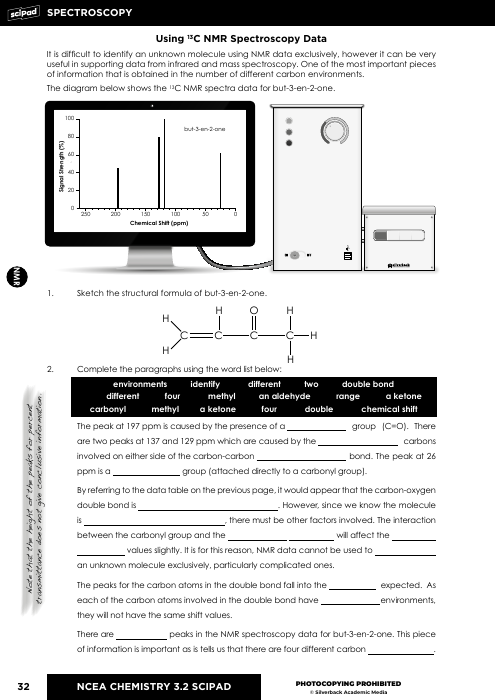 scipad SPECTROSCOPY
Using ¹³C NMR Spectroscopy Data
It is difficult to identify an unknown molecule using NMR data exclusively, however it can be very
useful in supporting data from infrared and mass spectroscopy. One of the most important pieces
of information that is obtained in the number of different carbon environments.
The diagram below shows the ¹³C NMR spectra data for but-3-en-2-one.
100
80
60
40
20
0
Signal Strength (%)
but-3-en-2-one
250 200 150 100 50 0
Chemical Shift (ppm)
NMR
1. Sketch the structural formula of but-3-en-2-one.
H H O H
C C C C H
H H
2. Complete the paragraphs using the word list below:
environments identify different two double bond
different four methyl an aldehyde range a ketone
carbonyl methyl a ketone four double chemical shift
The peak at 197 ppm is caused by the presence of a ____________ group (C=O). There
are two peaks at 137 and 129 ppm which are caused by the ________________ carbons
involved on either side of the carbon-carbon ________________ bond. The peak at 26
ppm is a ______________ group (attached directly to a carbonyl group).
By referring to the data table on the previous page, it would appear that the carbon-oxygen
double bond is ____________________________. However, since we know the molecule
is ____________________________, there must be other factors involved. The interaction
between the carbonyl group and the __________ _________ will affect the _________
_________ values slightly. It is for this reason, NMR data cannot be used to ____________
an unknown molecule exclusively, particularly complicated ones.
The peaks for the carbon atoms in the double bond fall into the _________ expected. As
each of the carbon atoms involved in the double bond have ____________environments,
they will not have the same shift values.
There are __________ peaks in the NMR spectroscopy data for but-3-en-2-one. This piece
of information is important as is tells us that there are four different carbon _____________.
Note that the height of the peaks for percent
transmittance does not give conclusive information.
32 NCEA CHEMISTRY 3.2 SCIPAD
PHOTOCOPYING PROHIBITED
© Silverback Academic Media